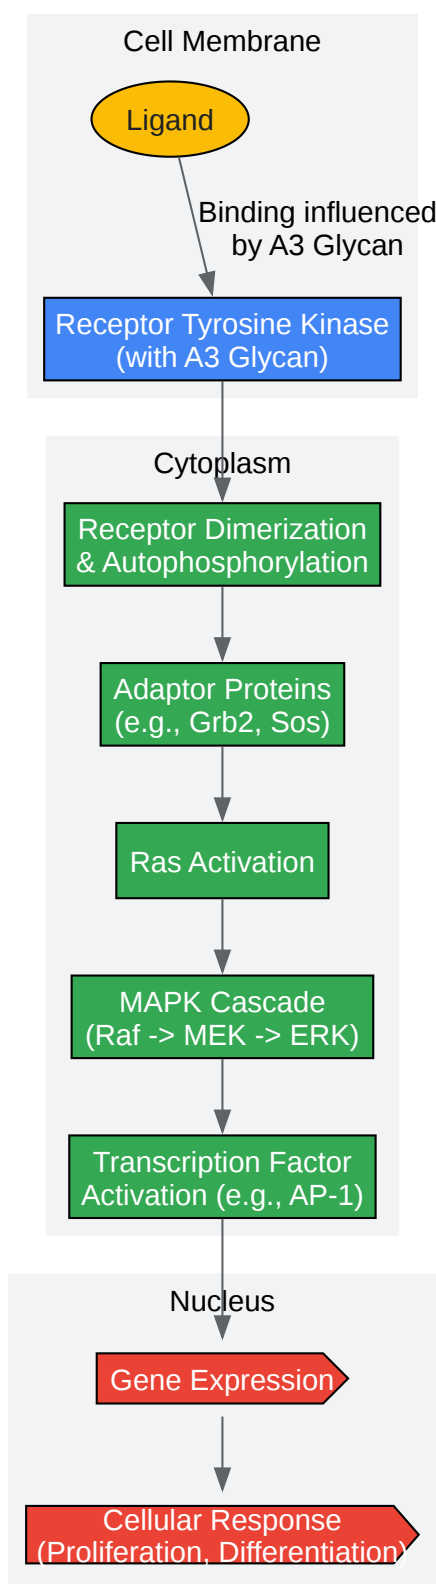 Cell Membrane
Ligand
Binding influenced
by A3 Glycan
Receptor Tyrosine Kinase
(with A3 Glycan)
Cytoplasm
Receptor Dimerization
& Autophosphorylation
Adaptor Proteins
(e.g., Grb2, Sos)
Ras Activation
MAPK Cascade
(Raf -> MEK -> ERK)
Transcription Factor
Activation (e.g., AP-1)
Nucleus
Gene Expression
Cellular Response
(Proliferation, Differentiation)